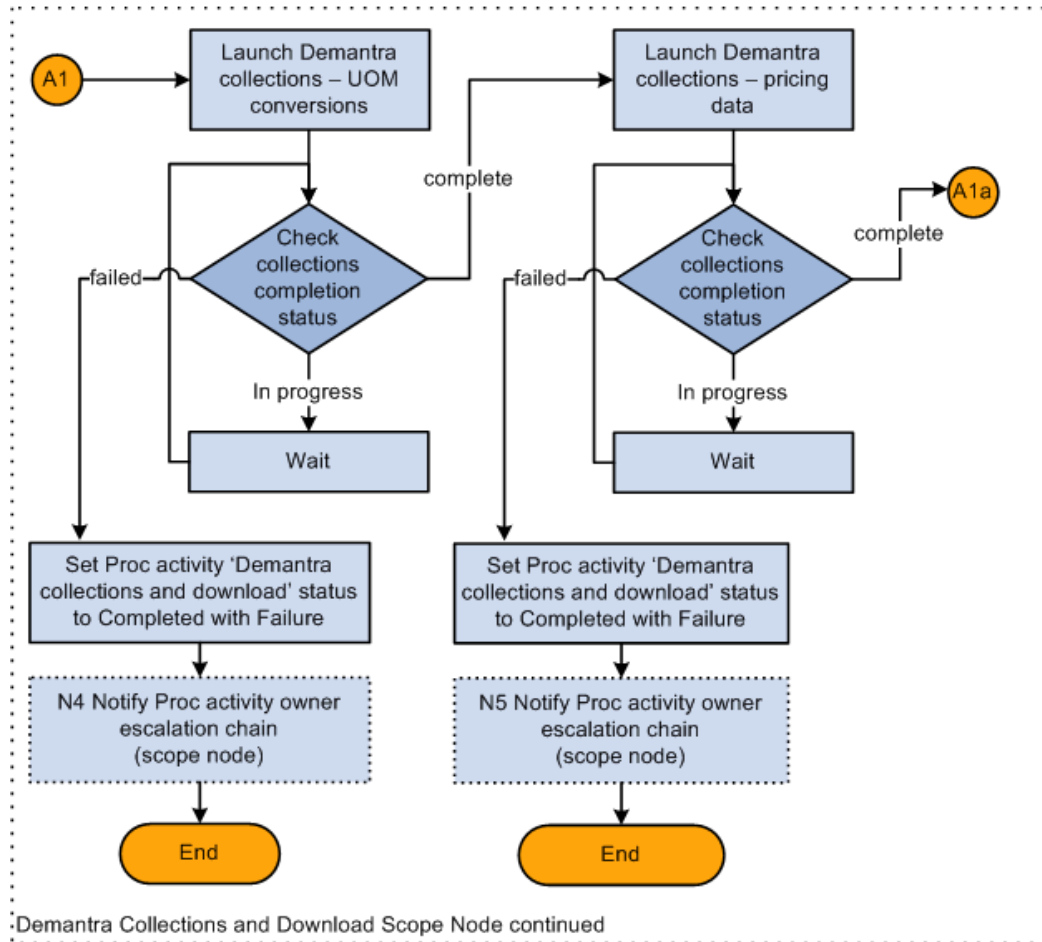 A1
Launch Demantra
collections – UOM
conversions
complete
Check
collections
completion
status
failed
In progress
Wait
Set Proc activity ‘Demantra
collections and download’ status
to Completed with Failure
N4 Notify Proc activity owner
escalation chain
(scope node)
End
Launch Demantra
collections – pricing
data
A1a
complete
Check
collections
completion
status
failed
In progress
Wait
Set Proc activity ‘Demantra
collections and download’ status
to Completed with Failure
N5 Notify Proc activity owner
escalation chain
(scope node)
End
Demantra Collections and Download Scope Node continued